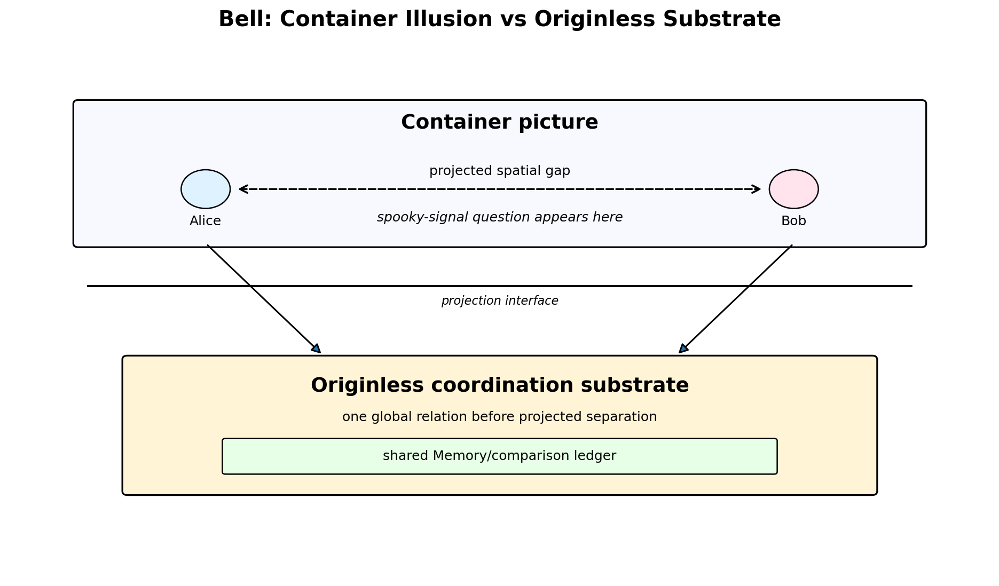 Bell: Container Illusion vs Originless Substrate
Container picture
projected spatial gap
Alice
spooky-signal question appears here
Bob
projection interface
Originless coordination substrate
one global relation before projected separation
shared Memory/comparison ledger